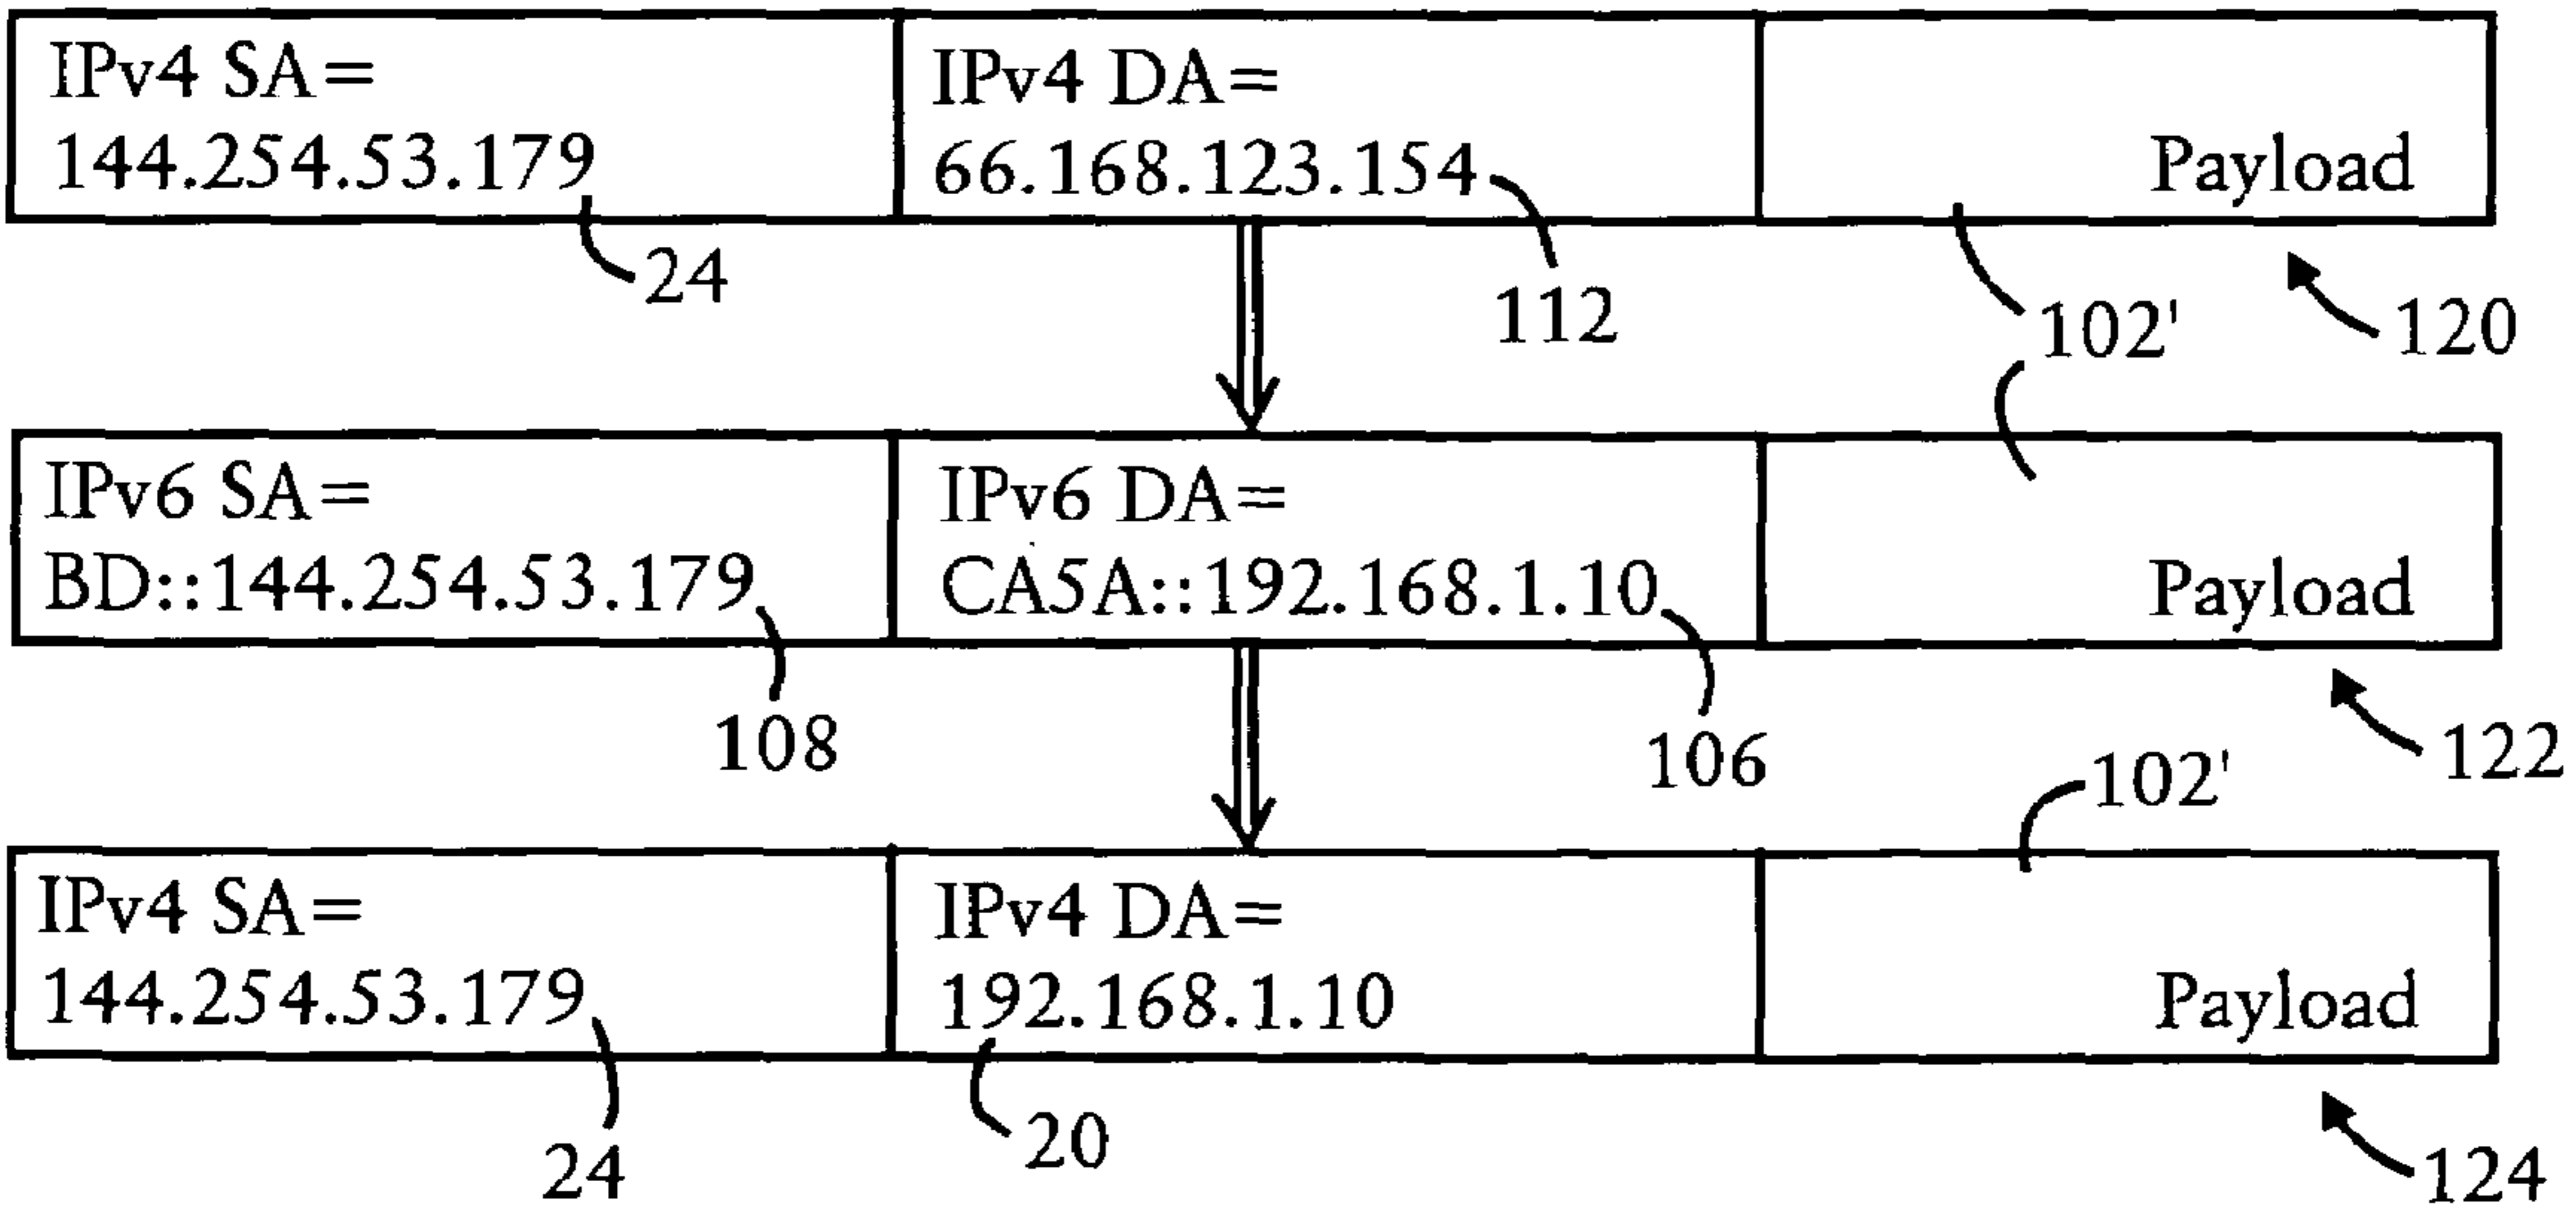 IPv4 SA=
144.254.53.179
IPv4 DA=
66.168.123.154
Payload
24
112
102'
120
IPv6 SA=
BD::144.254.53.179
IPv6 DA=
CA5A::192.168.1.10
Payload
108
106
122
102'
IPv4 SA=
144.254.53.179
IPv4 DA=
192.168.1.10
Payload
24
20
124